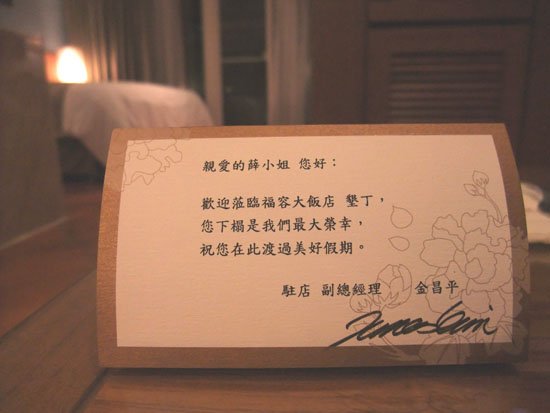 親愛的薛小姐 您好：
歡迎蒞臨福容大飯店 墾丁，
您下榻是我們最大榮幸，
祝您在此渡過美好假期。
駐店 副總經理 金昌平